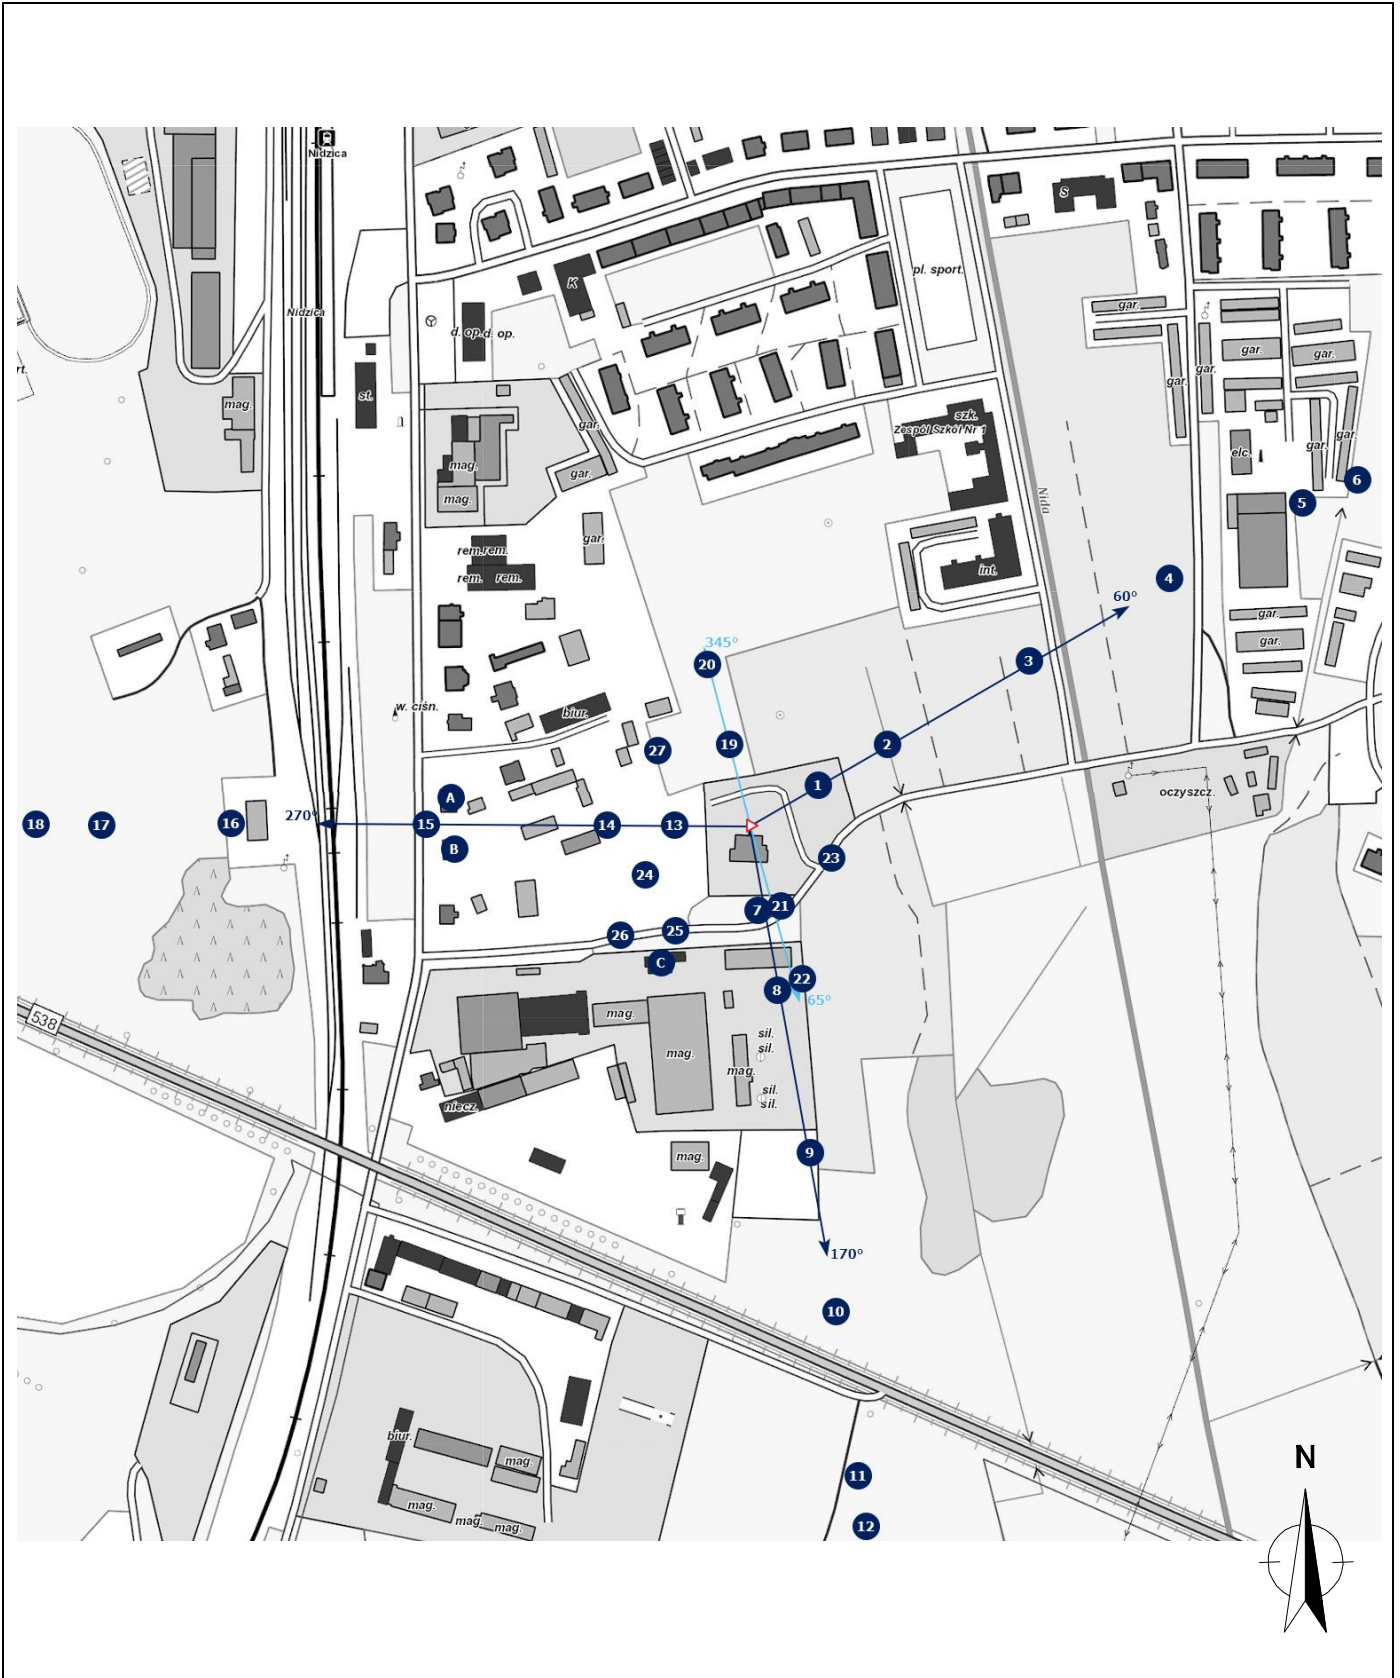 Nidzica
S
K
pl. sport.
Nidzica
gar.
d. op.
d. op.
gar.
gar.
gar.
rt.
st.
gar.
mag.
szk.
Zespół Szkół Nr 1
gar.
gar.
gar.
elc.
mag.
gar.
6
mag.
5
Nida
gar.
rem.
rem.
int.
rem.
rem.
4
60°
gar.
345°
gar.
20
3
w. ciśn.
biur.
27
19
2
1
oczyszcz.
A
18
17
16
270°
15
14
13
B
23
24
7
21
26
25
C
22
8
65°
mag.
538
sil.
sil.
mag.
mag.
sil.
sil.
niecz.
9
mag.
170°
10
biur.
N
mag.
11
mag.
mag.
mag.
12